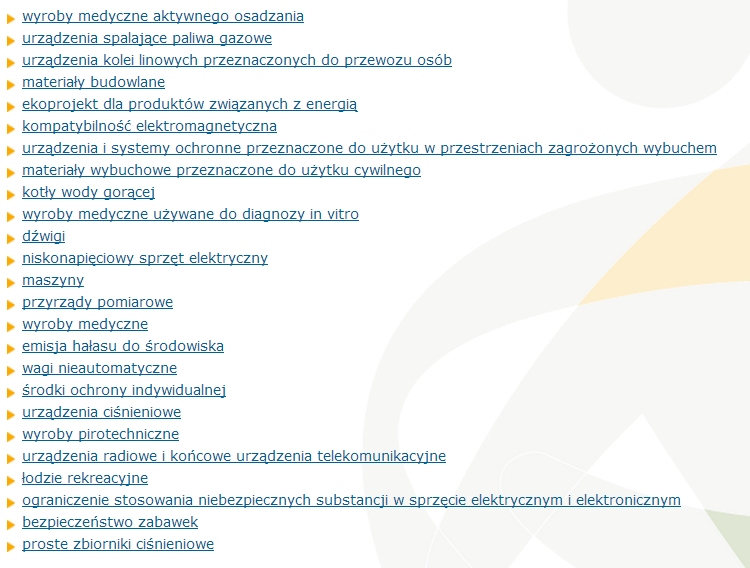 wyroby medyczne aktywnego osadzania
urządzenia spalające paliwa gazowe
urządzenia kolei linowych przeznaczonych do przewozu osób
materiały budowlane
ekoprojekt dla produktów związanych z energią
kompatybilność elektromagnetyczna
urządzenia i systemy ochronne przeznaczone do użytku w przestrzeniach zagrożonych wybuchem
materiały wybuchowe przeznaczone do użytku cywilnego
kotły wody gorącej
wyroby medyczne używane do diagnozy in vitro
dźwigi
niskonapięciowy sprzęt elektryczny
maszyny
przyrządy pomiarowe
wyroby medyczne
emisja hałasu do środowiska
wagi nieautomatyczne
środki ochrony indywidualnej
urządzenia ciśnieniowe
wyroby pirotechniczne
urządzenia radiowe i końcowe urządzenia telekomunikacyjne
łodzie rekreacyjne
ograniczenie stosowania niebezpiecznych substancji w sprzęcie elektrycznym i elektronicznym
bezpieczeństwo zabawek
proste zbiorniki ciśnieniowe